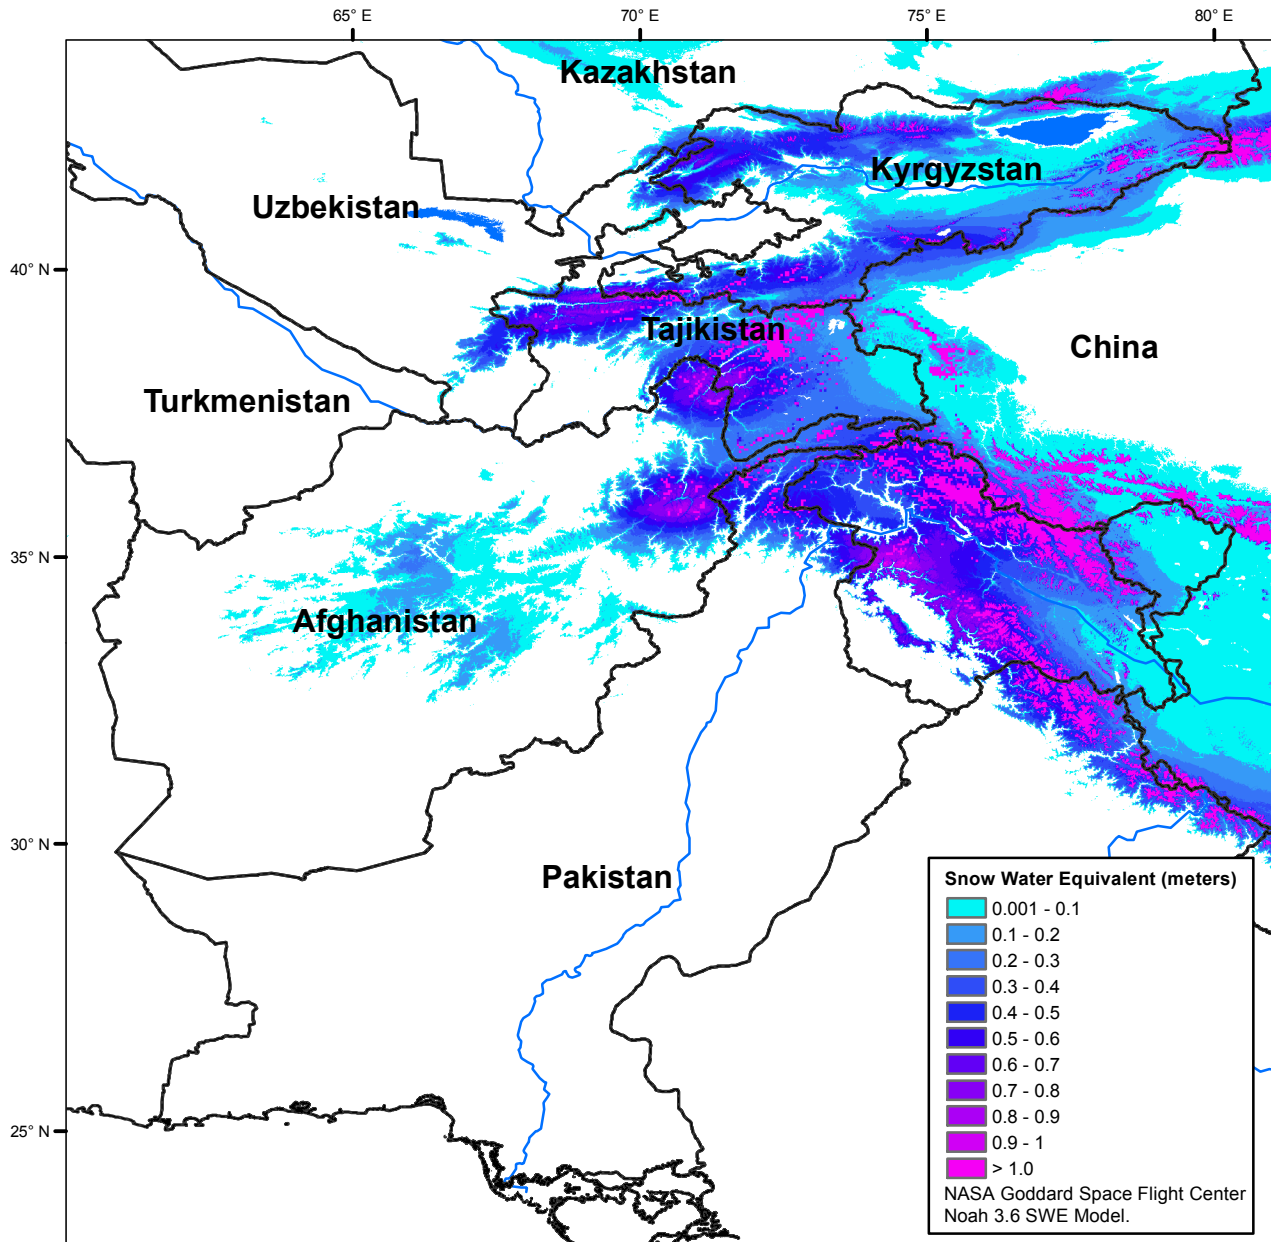 65° E
70° E
75° E
80° E
Kazakhstan
Kyrgyzstan
Uzbekistan
40° N
Tajikistan
China
Turkmenistan
35° N
Afghanistan
30° N
Pakistan
25° N
Snow Water Equivalent (meters)
0.001 - 0.1
0.1 - 0.2
0.2 - 0.3
0.3 - 0.4
0.4 - 0.5
0.5 - 0.6
0.6 - 0.7
0.7 - 0.8
0.8 - 0.9
0.9 - 1
> 1.0
NASA Goddard Space Flight Center
Noah 3.6 SWE Model.